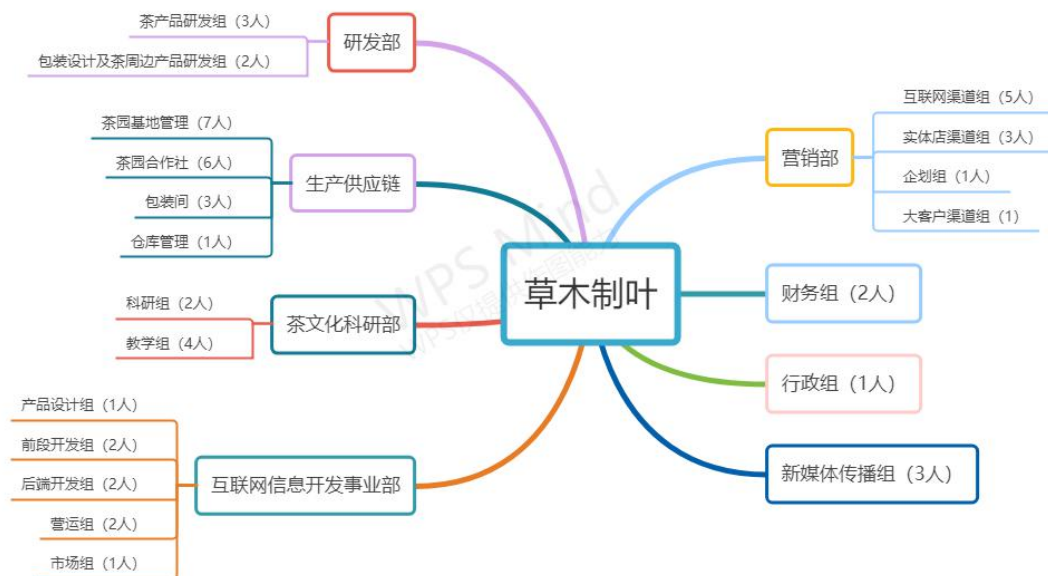 草木制叶
研发部
茶产品研发组（3人）
包装设计及茶周边产品研发组（2人）
生产供应链
茶园基地管理（7人）
茶园合作社（6人）
包装间（3人）
仓库管理（1人）
茶文化科研部
科研组（2人）
教学组（4人）
互联网信息开发事业部
产品设计组（1人）
前段开发组（2人）
后端开发组（2人）
营运组（2人）
市场组（1人）
营销部
互联网渠道组（5人）
实体店渠道组（3人）
企划组（1人）
大客户渠道组（1）
财务组（2人）
行政组（1人）
新媒体传播组（3人）
WPS Mind